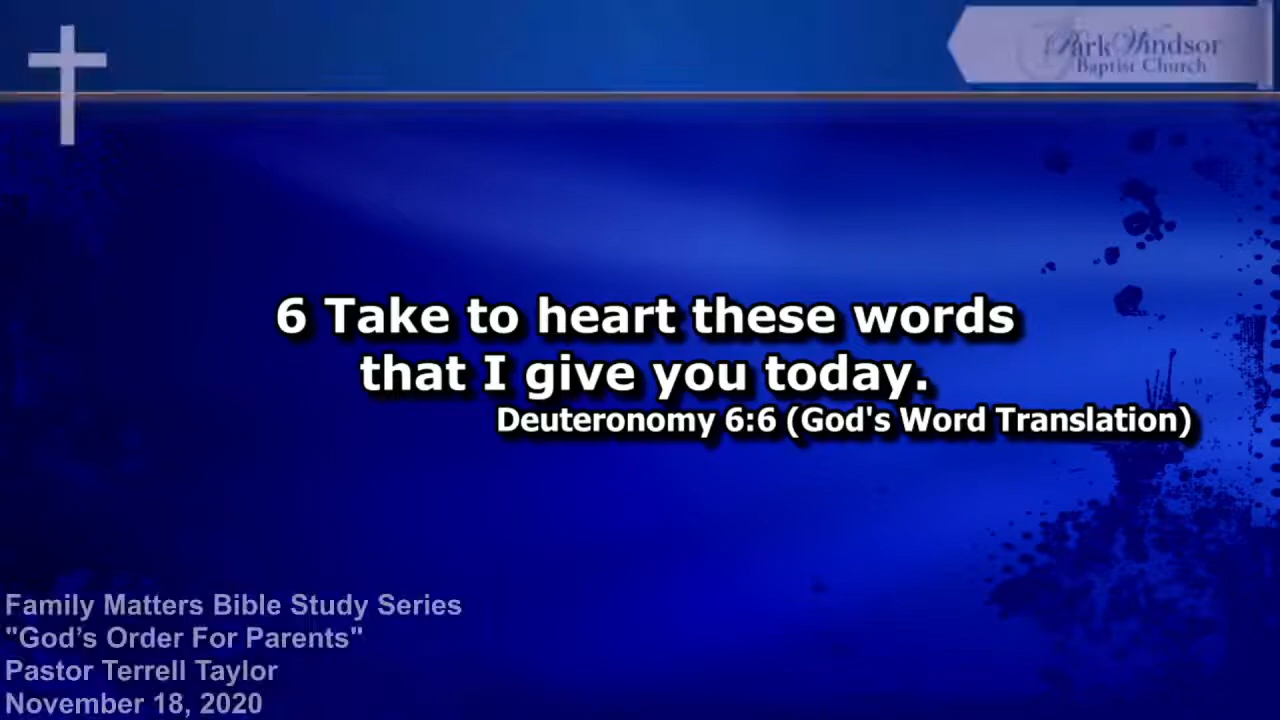 Park Windsor
Baptist Church
6 Take to heart these words
that I give you today.
Deuteronomy 6:6 (God's Word Translation)
Family Matters Bible Study Series
"God’s Order For Parents"
Pastor Terrell Taylor
November 18, 2020